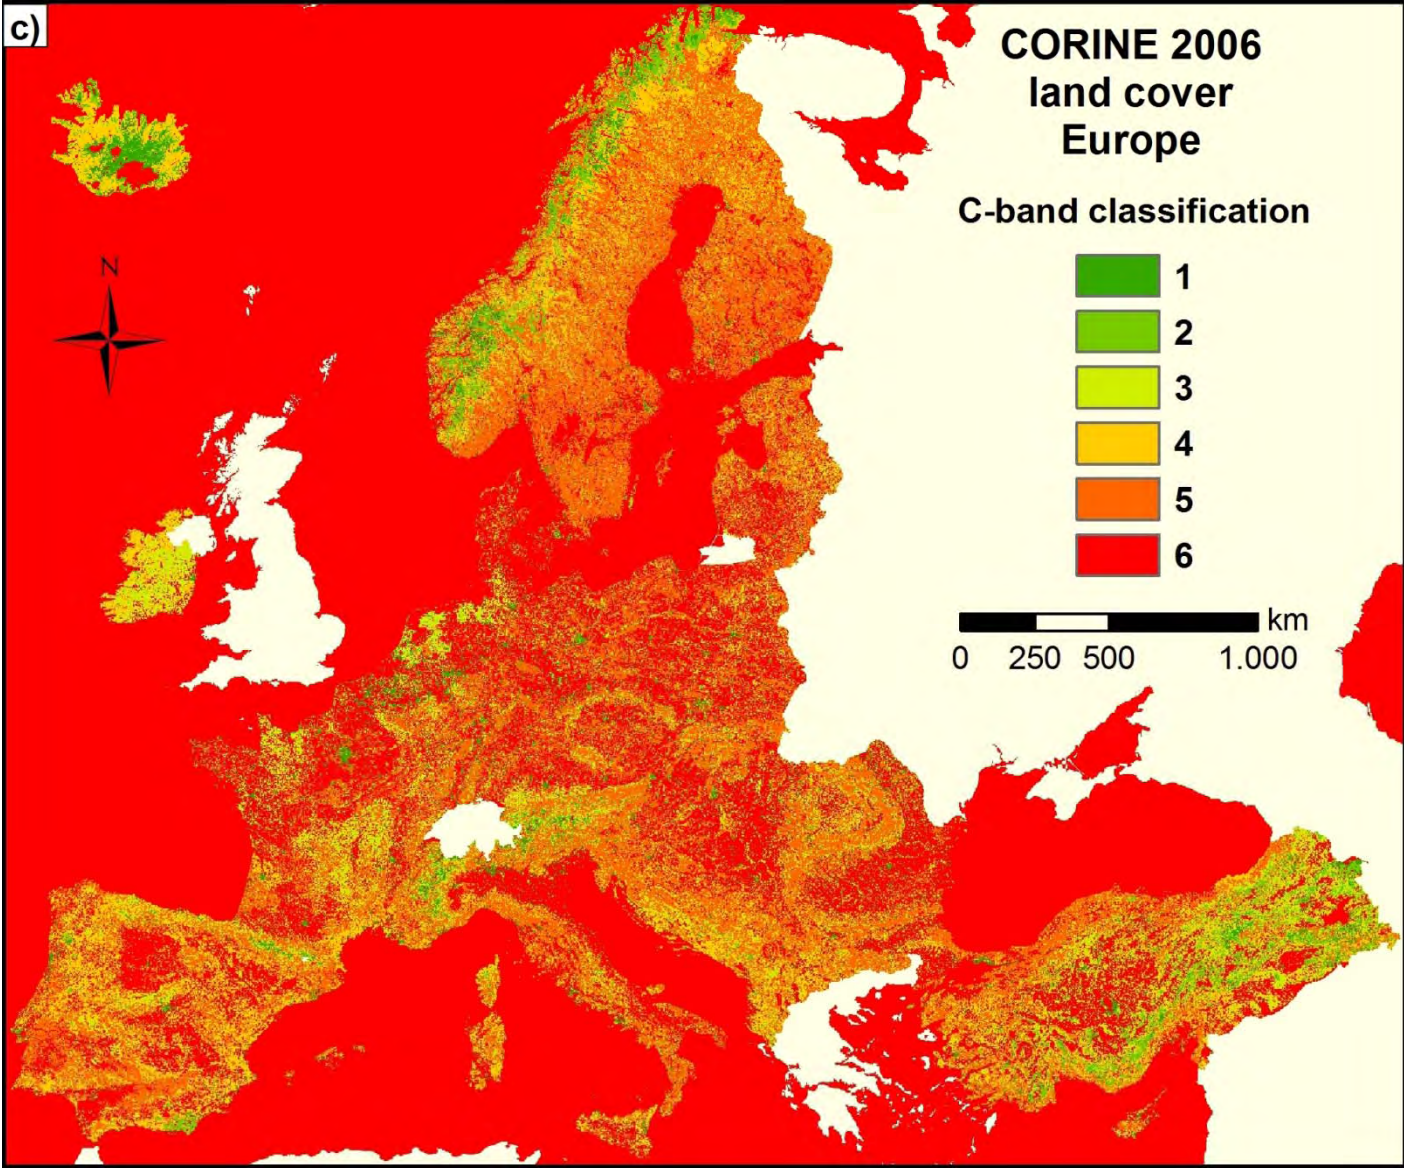 c)
CORINE 2006
land cover
Europe
C-band classification
N
1
2
3
4
5
6
km
0 250 500 1.000